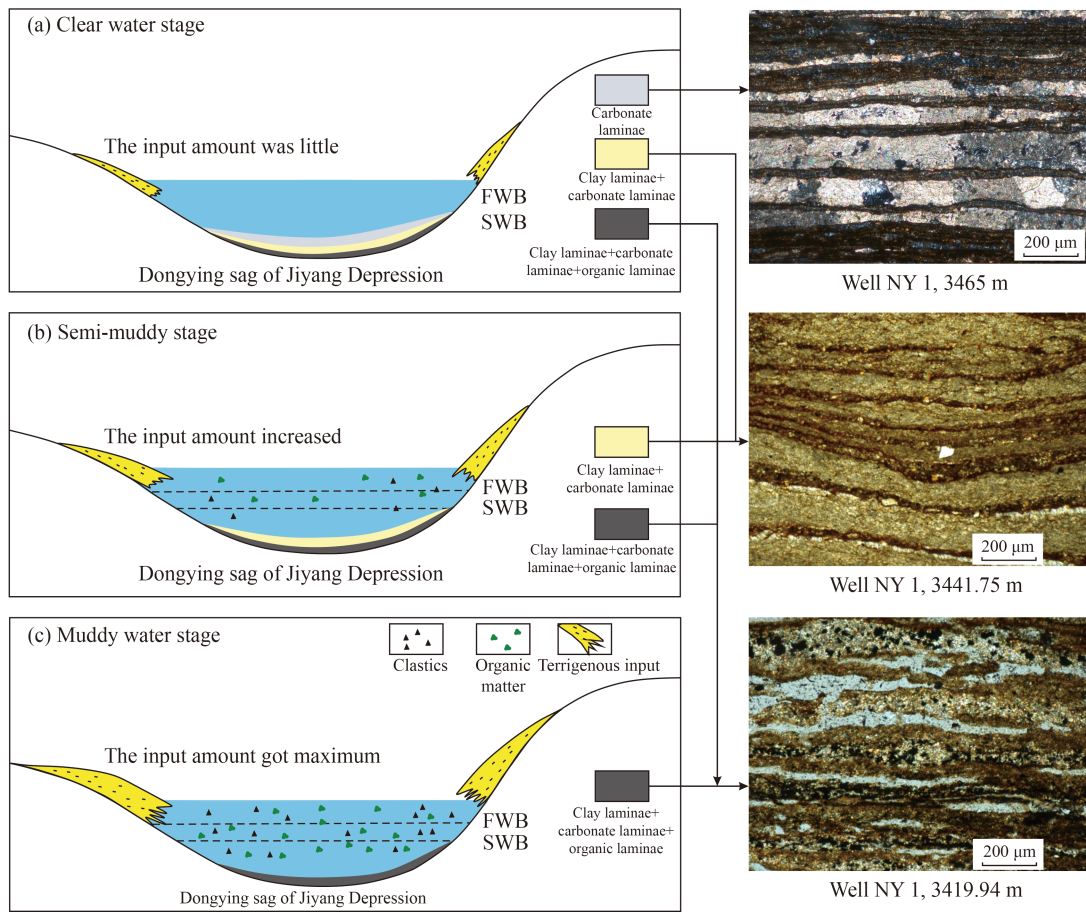 (a) Clear water stage
The input amount was little
FWB
SWB
Dongying sag of Jiyang Depression
Carbonate
laminae
Clay laminae+
carbonate laminae
Clay laminae+carbonate
laminae+organic laminae
200 μm
Well NY 1, 3465 m
(b) Semi-muddy stage
The input amount increased
FWB
SWB
Dongying sag of Jiyang Depression
Clay laminae+
carbonate laminae
Clay laminae+carbonate
laminae+organic laminae
200 μm
Well NY 1, 3441.75 m
(c) Muddy water stage
Clastics
Organic
matter
Terrigenous input
The input amount got maximum
FWB
SWB
Dongying sag of Jiyang Depression
Clay laminae+
carbonate laminae+
organic laminae
200 μm
Well NY 1, 3419.94 m